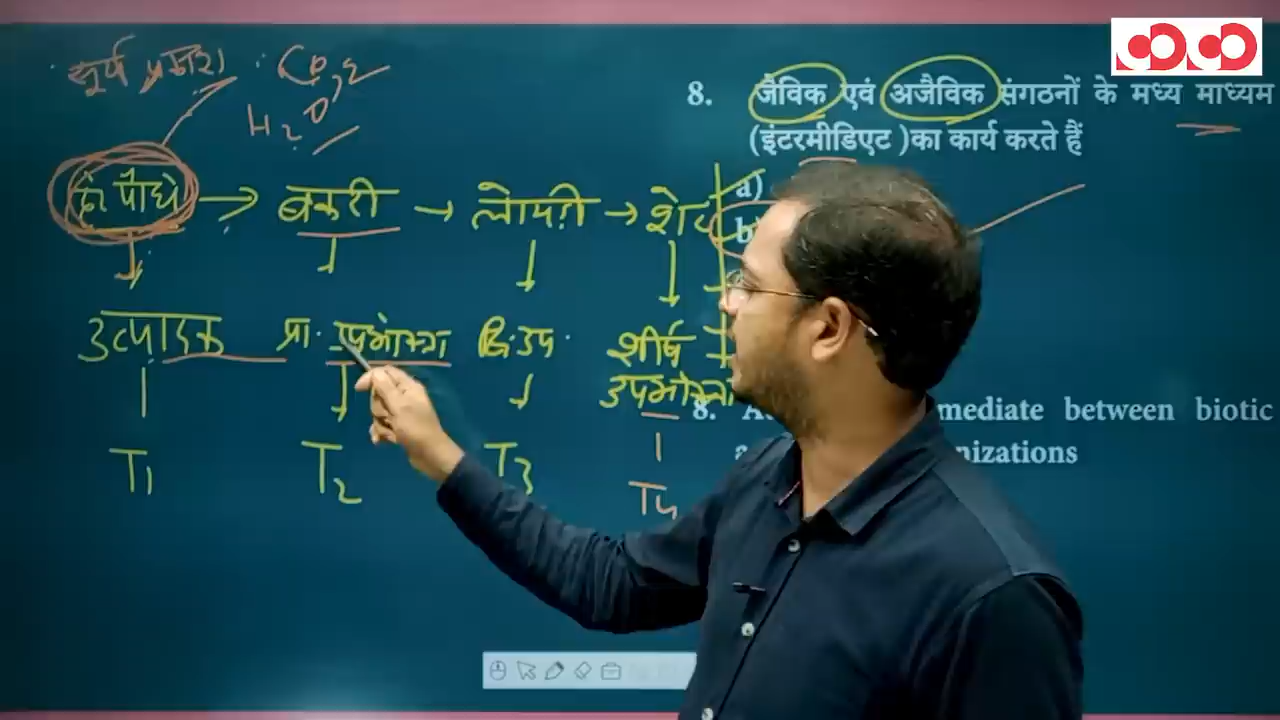 सूर्य प्रकाश CO2
H2O
हरे पौधे → बकरी → लोमड़ी → शेर
उत्पादक प्रा. उपभोक्ता द्वि. उप. शीर्ष
उपभोक्ता
T1 T2 T3 T4
8. जैविक एवं अजैविक संगठनों के मध्य माध्यम
(इंटरमीडिएट )का कार्य करते हैं
a)
b
8. mediate between biotic
nizations